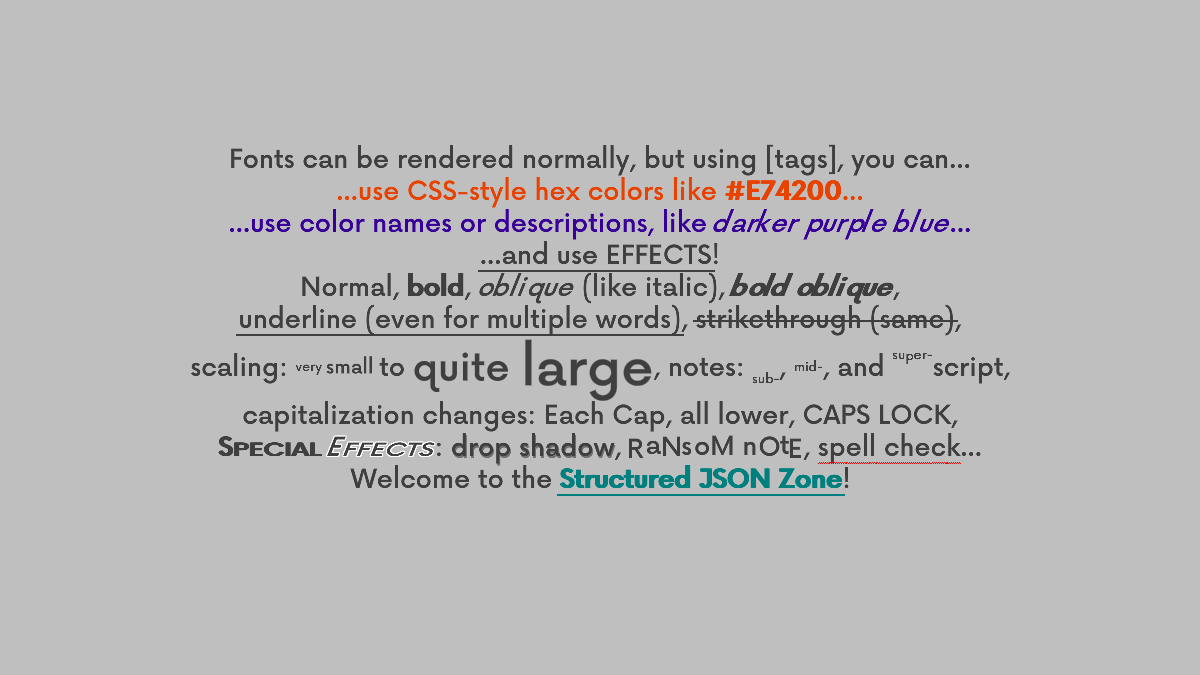 Fonts can be rendered normally, but using [tags], you can...
...use CSS-style hex colors like #E74200...
...use color names or descriptions, like darker purple blue...
...and use EFFECTS!
Normal, bold, oblique (like italic), bold oblique,
underline (even for multiple words), strikethrough (same),
scaling: very small to quite large, notes: sub-, mid-, and super-script,
capitalization changes: Each Cap, all lower, CAPS LOCK,
SPECIAL EFFECTS: drop shadow, RaNsoM nOtE, spell check...
Welcome to the Structured JSON Zone!